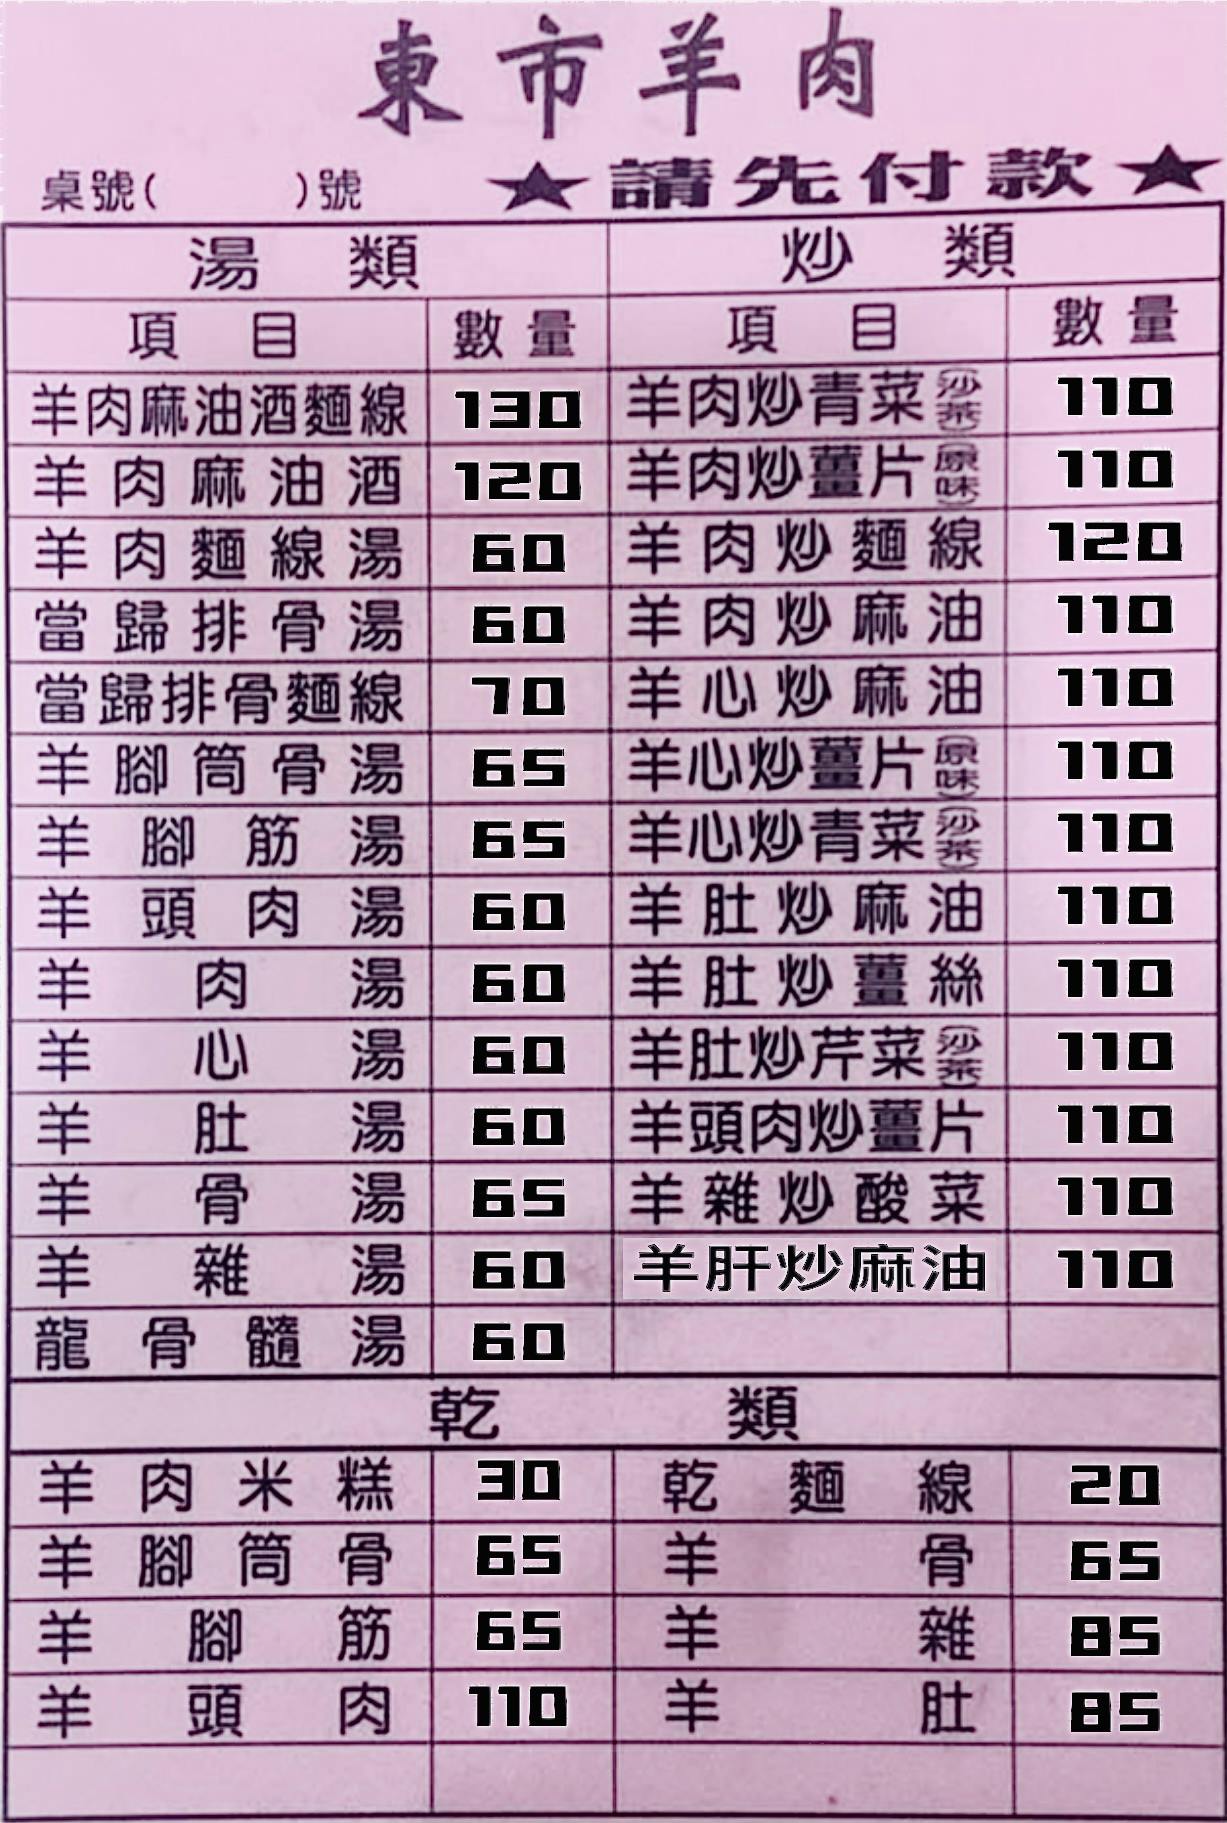 東市羊肉
桌號(　　)號　★請先付款★
湯類　炒類
項目　數量　項目　數量
羊肉麻油酒麵線　130　羊肉炒青菜(沙茶)　110
羊肉麻油酒　120　羊肉炒薑片(原味)　110
羊肉麵線湯　60　羊肉炒麵線　120
當歸排骨湯　60　羊肉炒麻油　110
當歸排骨麵線　70　羊心炒麻油　110
羊腳筒骨湯　65　羊心炒薑片(原味)　110
羊腳筋湯　65　羊心炒青菜(沙茶)　110
羊頭肉湯　60　羊肚炒麻油　110
羊肉湯　60　羊肚炒薑絲　110
羊心湯　60　羊肚炒芹菜(沙茶)　110
羊肚湯　60　羊頭肉炒薑片　110
羊骨湯　65　羊雜炒酸菜　110
羊雜湯　60　羊肝炒麻油　110
龍骨髓湯　60
乾類
羊肉米糕　30　乾麵線　20
羊腳筒骨　65　羊骨　65
羊腳筋　65　羊雜　85
羊頭肉　110　羊肚　85